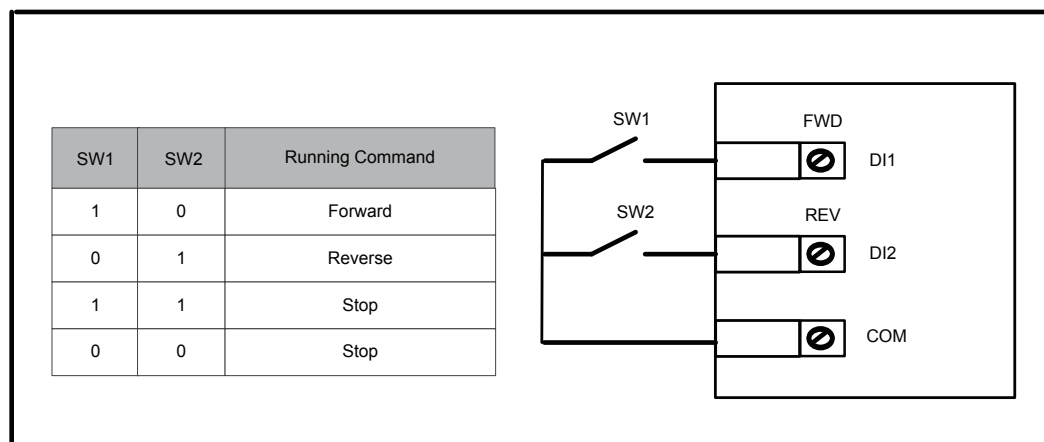 SW1 SW2 Running Command
1 0 Forward
0 1 Reverse
1 1 Stop
0 0 Stop
SW1
FWD
DI1
SW2
REV
DI2
COM